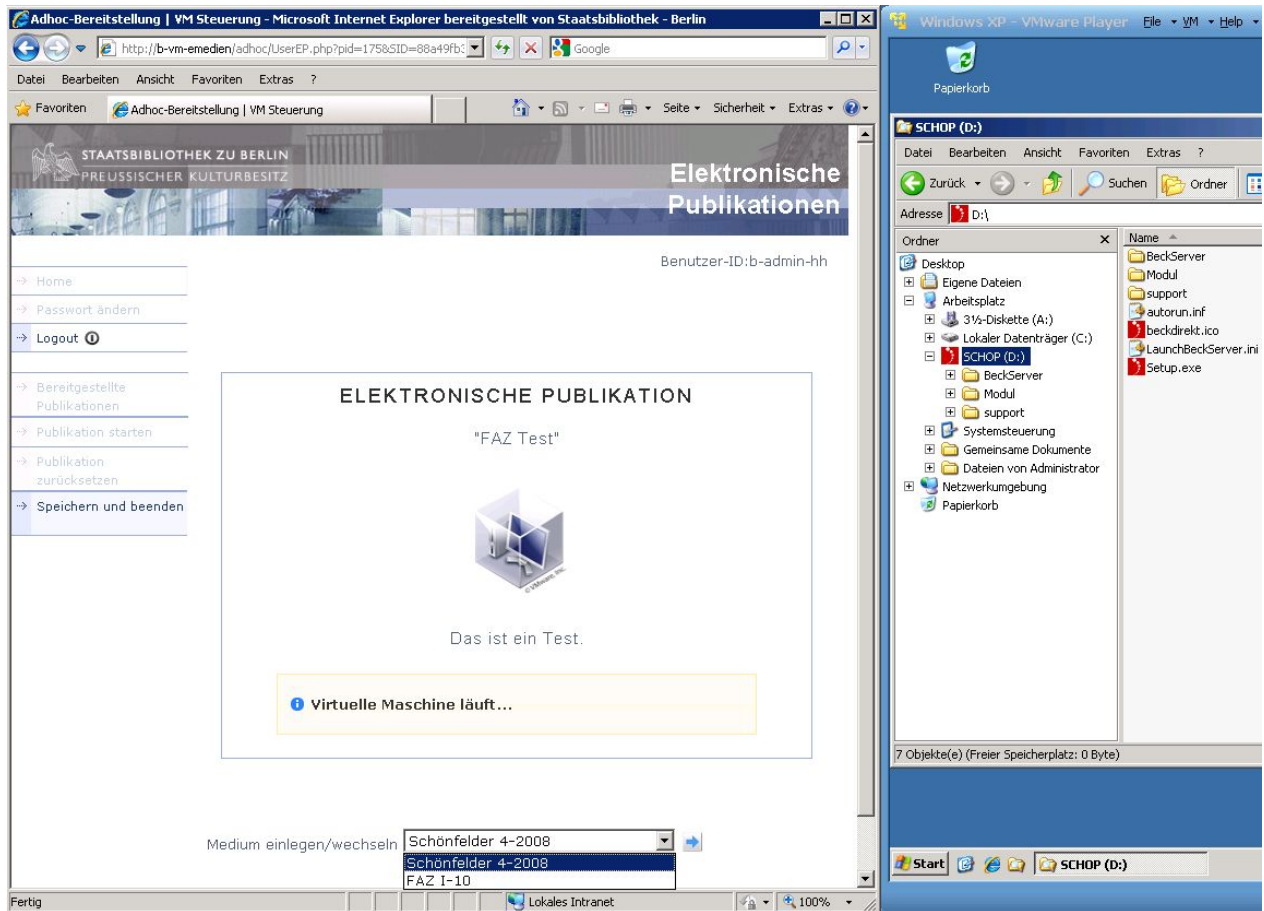 Adhoc-Bereitstellung | VM Steuerung - Microsoft Internet Explorer bereitgestellt von Staatsbibliothek - Berlin
http://b-vm-emedien/adhoc/UserEP.php?pid=175&SID=88a49fb3
Google
Datei Bearbeiten Ansicht Favoriten Extras ?
Favoriten Adhoc-Bereitstellung | VM Steuerung Seite Sicherheit Extras
STAATSBIBLIOTHEK ZU BERLIN
PREUSSISCHER KULTURBESITZ
Elektronische
Publikationen
Benutzer-ID:b-admin-hh
Home
Passwort ändern
Logout
Bereitgestellte
Publikationen
Publikation starten
Publikation
zurücksetzen
Speichern und beenden
ELEKTRONISCHE PUBLIKATION
"FAZ Test"
© VMware, Inc.
Das ist ein Test.
Virtuelle Maschine läuft...
Medium einlegen/wechseln Schönfelder 4-2008
Schönfelder 4-2008
FAZ I-10
Fertig Lokales Intranet 100%
Windows XP - VMware Player File VM Help
Papierkorb
SCHOP (D:)
Datei Bearbeiten Ansicht Favoriten Extras ?
Zurück Suchen Ordner
Adresse D:\
Ordner X
Desktop
Eigene Dateien
Arbeitsplatz
3½-Diskette (A:)
Lokaler Datenträger (C:)
SCHOP (D:)
BeckServer
Modul
support
Systemsteuerung
Gemeinsame Dokumente
Dateien von Administrator
Netzwerkumgebung
Papierkorb
Name
BeckServer
Modul
support
autorun.inf
beckdirekt.ico
LaunchBeckServer.ini
Setup.exe
7 Objekte(e) (Freier Speicherplatz: 0 Byte)
Start SCHOP (D:)